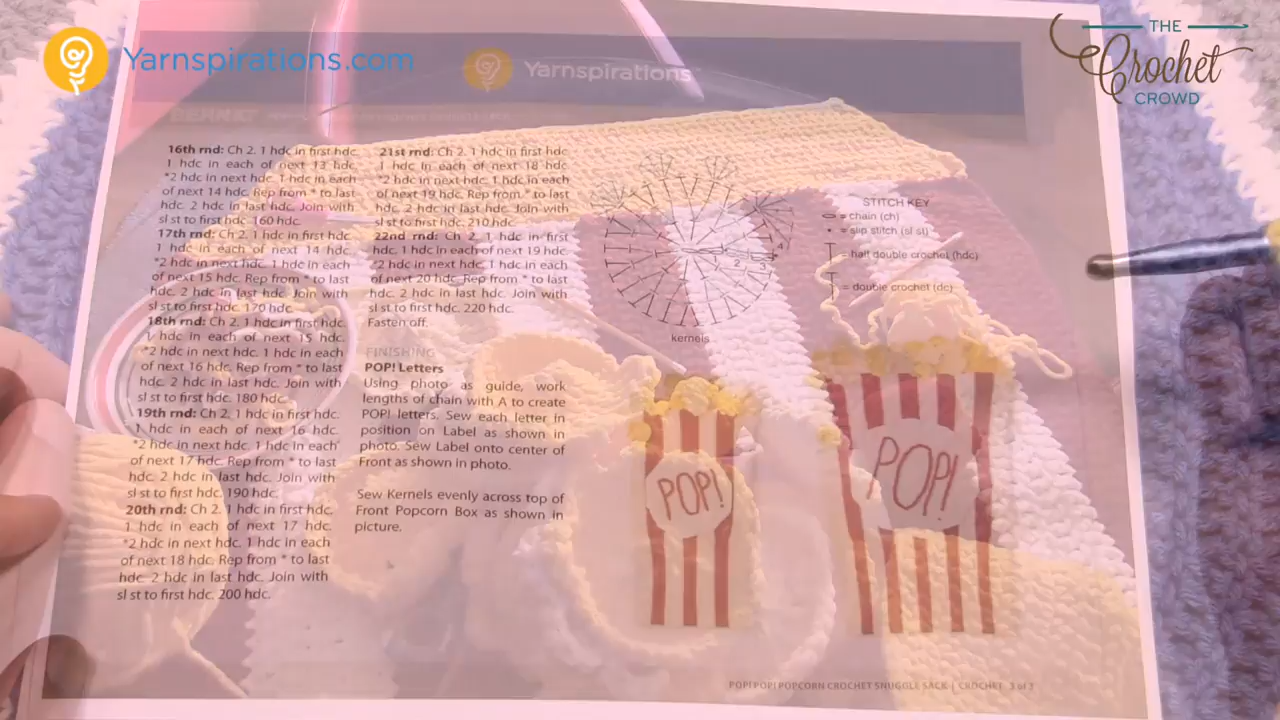 Yarnspirations.com
Yarnspirations
THE
Crochet
CROWD
BERNAT
16th rnd: Ch 2. 1 hdc in first hdc.
1 hdc in each of next 13 hdc.
*2 hdc in next hdc. 1 hdc in each
of next 14 hdc. Rep from * to last
hdc. 2 hdc in last hdc. Join with
sl st to first hdc. 160 hdc.
17th rnd: Ch 2. 1 hdc in first hdc.
1 hdc in each of next 14 hdc.
*2 hdc in next hdc. 1 hdc in each
of next 15 hdc. Rep from * to last
hdc. 2 hdc in last hdc. Join with
sl st to first hdc. 170 hdc.
18th rnd: Ch 2. 1 hdc in first hdc.
1 hdc in each of next 15 hdc.
*2 hdc in next hdc. 1 hdc in each
of next 16 hdc. Rep from * to last
hdc. 2 hdc in last hdc. Join with
sl st to first hdc. 180 hdc.
19th rnd: Ch 2. 1 hdc in first hdc.
1 hdc in each of next 16 hdc.
*2 hdc in next hdc. 1 hdc in each
of next 17 hdc. Rep from * to last
hdc. 2 hdc in last hdc. Join with
sl st to first hdc. 190 hdc.
20th rnd: Ch 2. 1 hdc in first hdc.
1 hdc in each of next 17 hdc.
*2 hdc in next hdc. 1 hdc in each
of next 18 hdc. Rep from * to last
hdc. 2 hdc in last hdc. Join with
sl st to first hdc. 200 hdc.
21st rnd: Ch 2. 1 hdc in first hdc.
1 hdc in each of next 18 hdc.
*2 hdc in next hdc. 1 hdc in each
of next 19 hdc. Rep from * to last
hdc. 2 hdc in last hdc. Join with
sl st to first hdc. 210 hdc.
22nd rnd: Ch 2. 1 hdc in first
hdc. 1 hdc in each of next 19 hdc.
*2 hdc in next hdc. 1 hdc in each
of next 20 hdc. Rep from * to last
hdc. 2 hdc in last hdc. Join with
sl st to first hdc. 220 hdc.
Fasten off.
FINISHING
POP! Letters
Using photo as guide, work
lengths of chain with A to create
POP! letters. Sew each letter in
position on Label as shown in
photo. Sew Label onto center of
Front as shown in photo.
Sew Kernels evenly across top of
Front Popcorn Box as shown in
picture.
2 3 4
kernels
STITCH KEY
= chain (ch)
= slip stitch (sl st)
= half double crochet (hdc)
= double crochet (dc)
POP!
POP!
POP! POP! POPCORN CROCHET SNUGGLE SACK | CROCHET 3 of 3